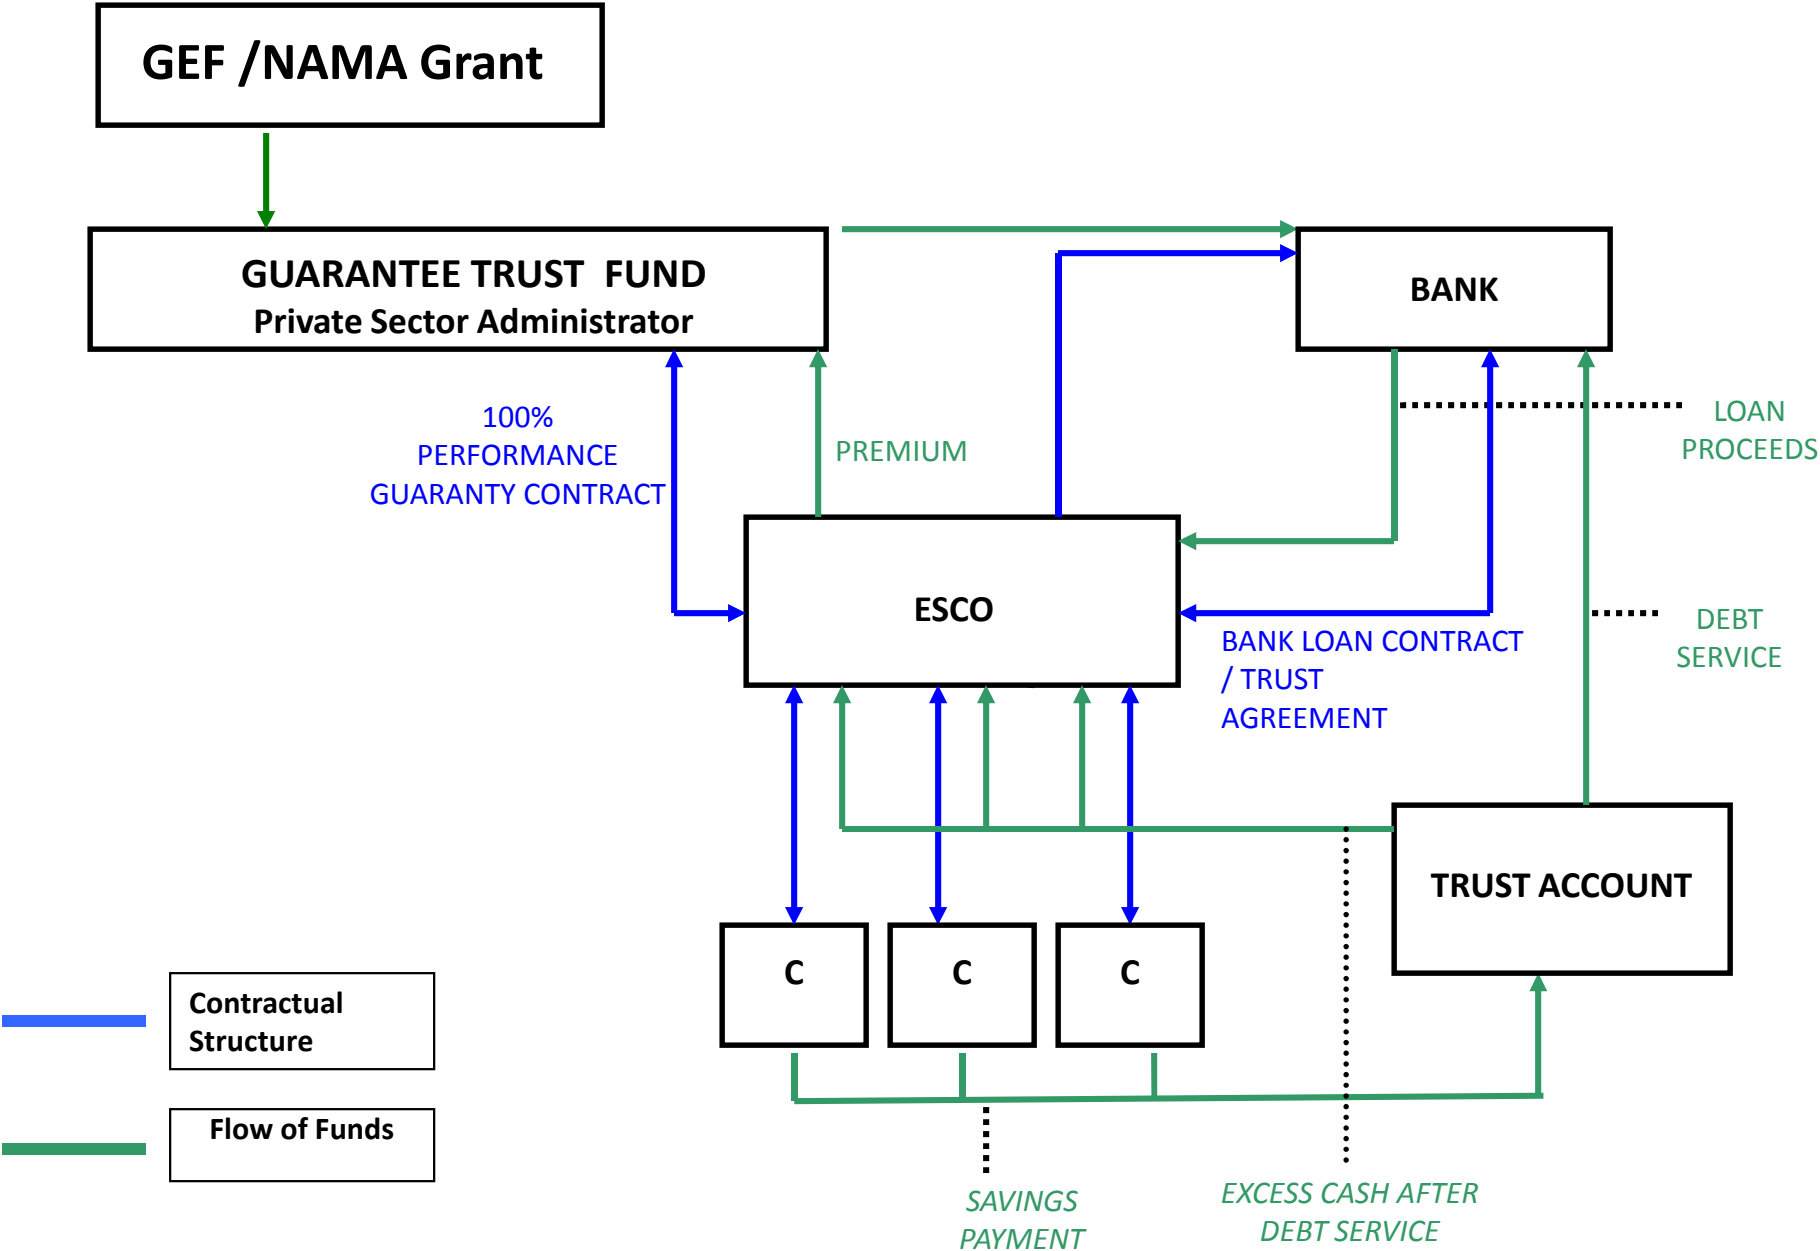 GEF /NAMA Grant
GUARANTEE TRUST FUND
Private Sector Administrator
BANK
100%
PERFORMANCE
GUARANTY CONTRACT
PREMIUM
LOAN
PROCEEDS
ESCO
BANK LOAN CONTRACT
/ TRUST
AGREEMENT
DEBT
SERVICE
TRUST ACCOUNT
C
C
C
Contractual
Structure
Flow of Funds
SAVINGS
PAYMENT
EXCESS CASH AFTER
DEBT SERVICE